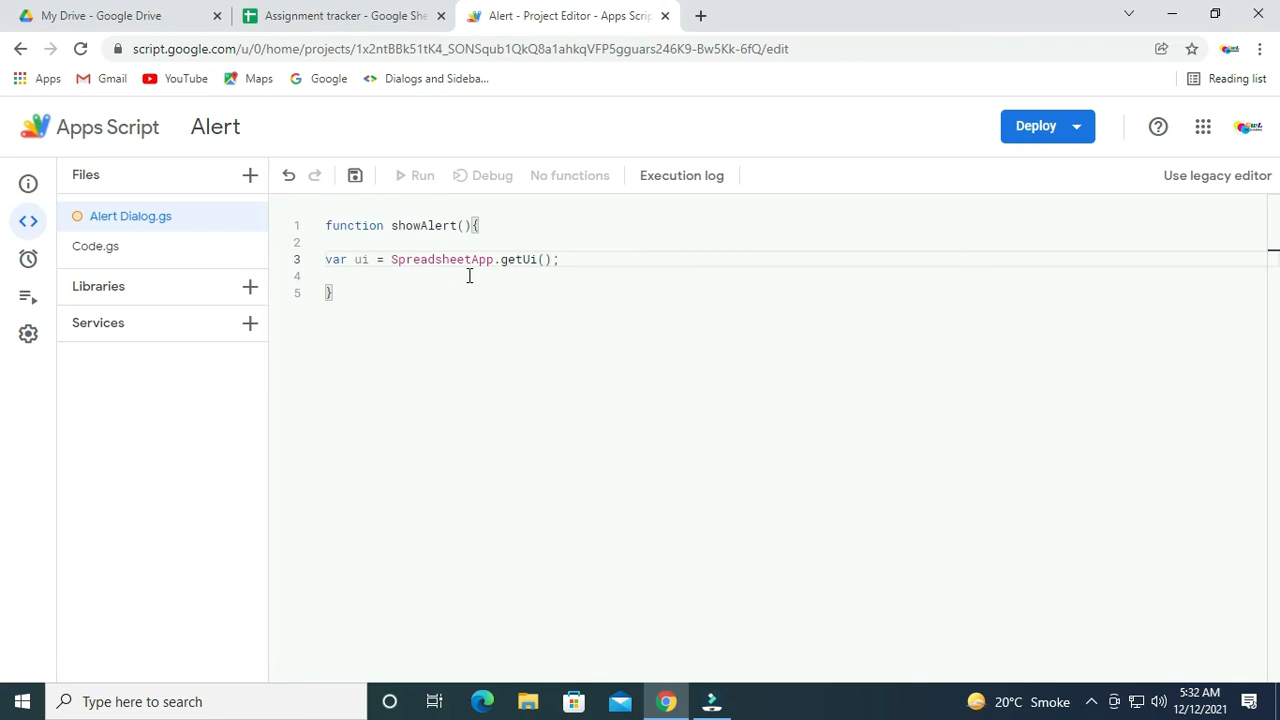 My Drive - Google Drive
Assignment tracker - Google She
Alert - Project Editor - Apps Scrip
script.google.com/u/0/home/projects/1x2ntBBk51tK4_SONSqub1QkQ8a1ahkqVFP5gguars246K9-Bw5Kk-6fQ/edit
Apps
Gmail
YouTube
Maps
Google
Dialogs and Sideba...
Reading list
Apps Script
Alert
Deploy
Files
Run
Debug
No functions
Execution log
Use legacy editor
Alert Dialog.gs
Code.gs
Libraries
Services
1 function showAlert(){
2
3 var ui = SpreadsheetApp.getUi();
4
5 }
Type here to search
20°C Smoke
5:32 AM
12/12/2021